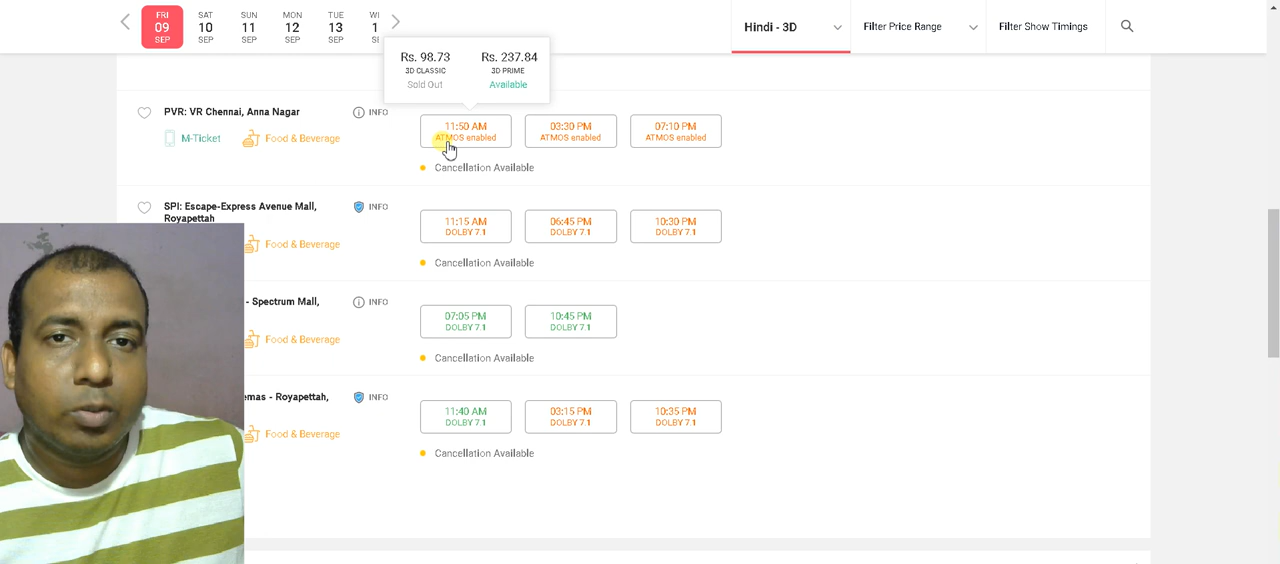 FRI
09
SEP
SAT
10
SEP
SUN
11
SEP
MON
12
SEP
TUE
13
SEP
Hindi - 3D
Filter Price Range
Filter Show Timings
Rs. 98.73
3D CLASSIC
Sold Out
Rs. 237.84
3D PRIME
Available
PVR: VR Chennai, Anna Nagar
INFO
M-Ticket
Food & Beverage
11:50 AM
ATMOS enabled
03:30 PM
ATMOS enabled
07:10 PM
ATMOS enabled
Cancellation Available
SPI: Escape-Express Avenue Mall,
Royapettah
INFO
Food & Beverage
11:15 AM
DOLBY 7.1
06:45 PM
DOLBY 7.1
10:30 PM
DOLBY 7.1
Cancellation Available
- Spectrum Mall,
INFO
Food & Beverage
07:05 PM
DOLBY 7.1
10:45 PM
DOLBY 7.1
Cancellation Available
emas - Royapettah,
INFO
Food & Beverage
11:40 AM
DOLBY 7.1
03:15 PM
DOLBY 7.1
10:35 PM
DOLBY 7.1
Cancellation Available